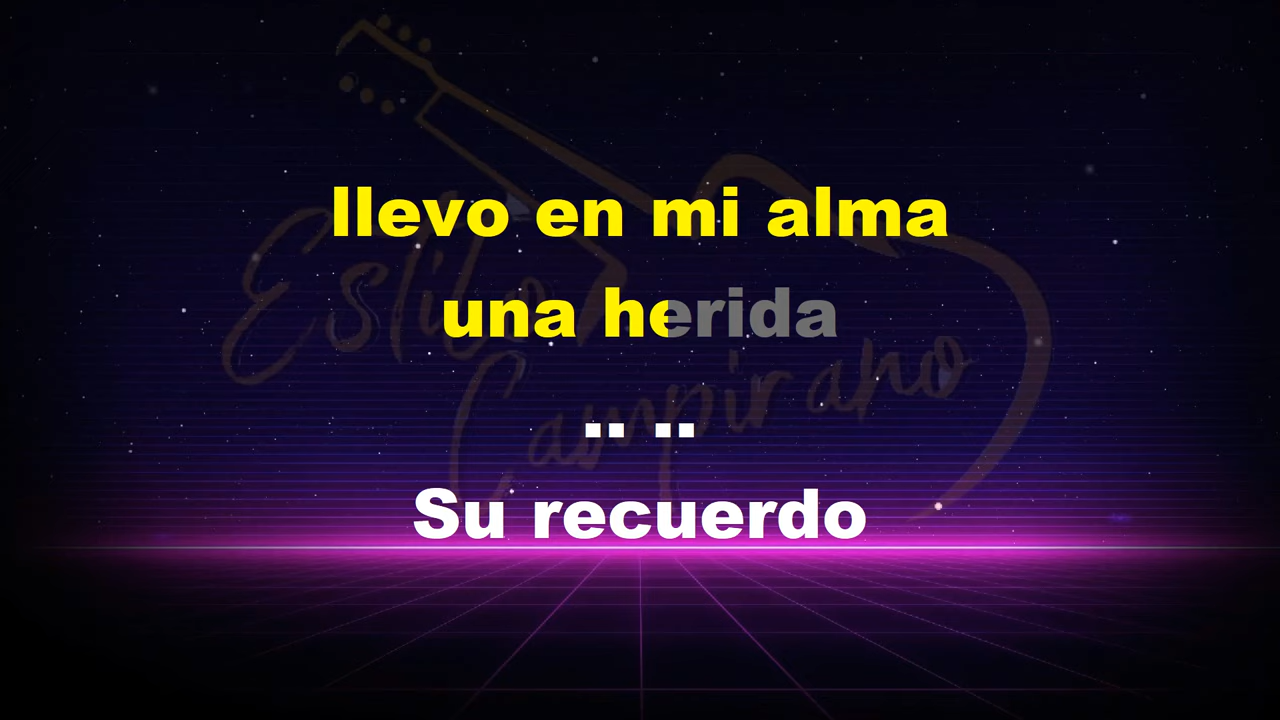 llevo en mi alma
una herida
.. ..
Su recuerdo
Estilo
Campirano